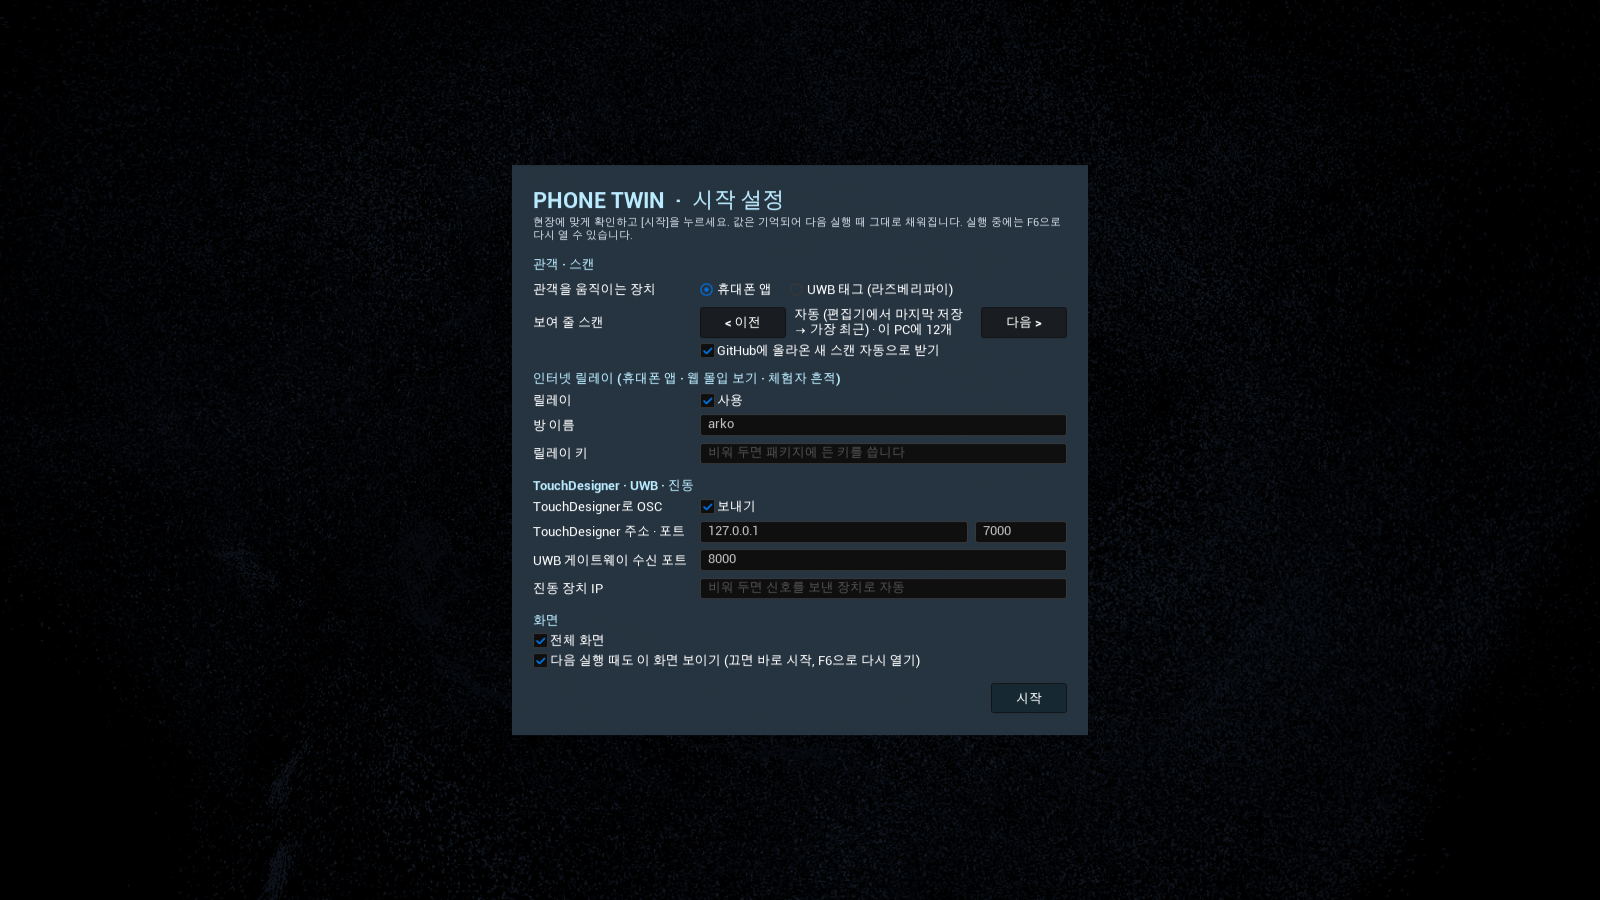 PHONE TWIN · 시작 설정
현장에 맞게 확인하고 [시작]을 누르세요. 값은 기억되어 다음 실행 때 그대로 채워집니다. 실행 중에는 F6으로
다시 열 수 있습니다.
관객 · 스캔
관객을 움직이는 장치 휴대폰 앱 UWB 태그 (라즈베리파이)
보여 줄 스캔 < 이전 자동 (편집기에서 마지막 저장
→ 가장 최근) · 이 PC에 12개 다음 >
GitHub에 올라온 새 스캔 자동으로 받기
인터넷 릴레이 (휴대폰 앱 · 웹 몰입 보기 · 체험자 흔적)
릴레이 사용
방 이름 arko
릴레이 키 비워 두면 패키지에 든 키를 씁니다
TouchDesigner · UWB · 진동
TouchDesigner로 OSC 보내기
TouchDesigner 주소 · 포트 127.0.0.1 7000
UWB 게이트웨이 수신 포트 8000
진동 장치 IP 비워 두면 신호를 보낸 장치로 자동
화면
전체 화면
다음 실행 때도 이 화면 보이기 (끄면 바로 시작, F6으로 다시 열기)
시작